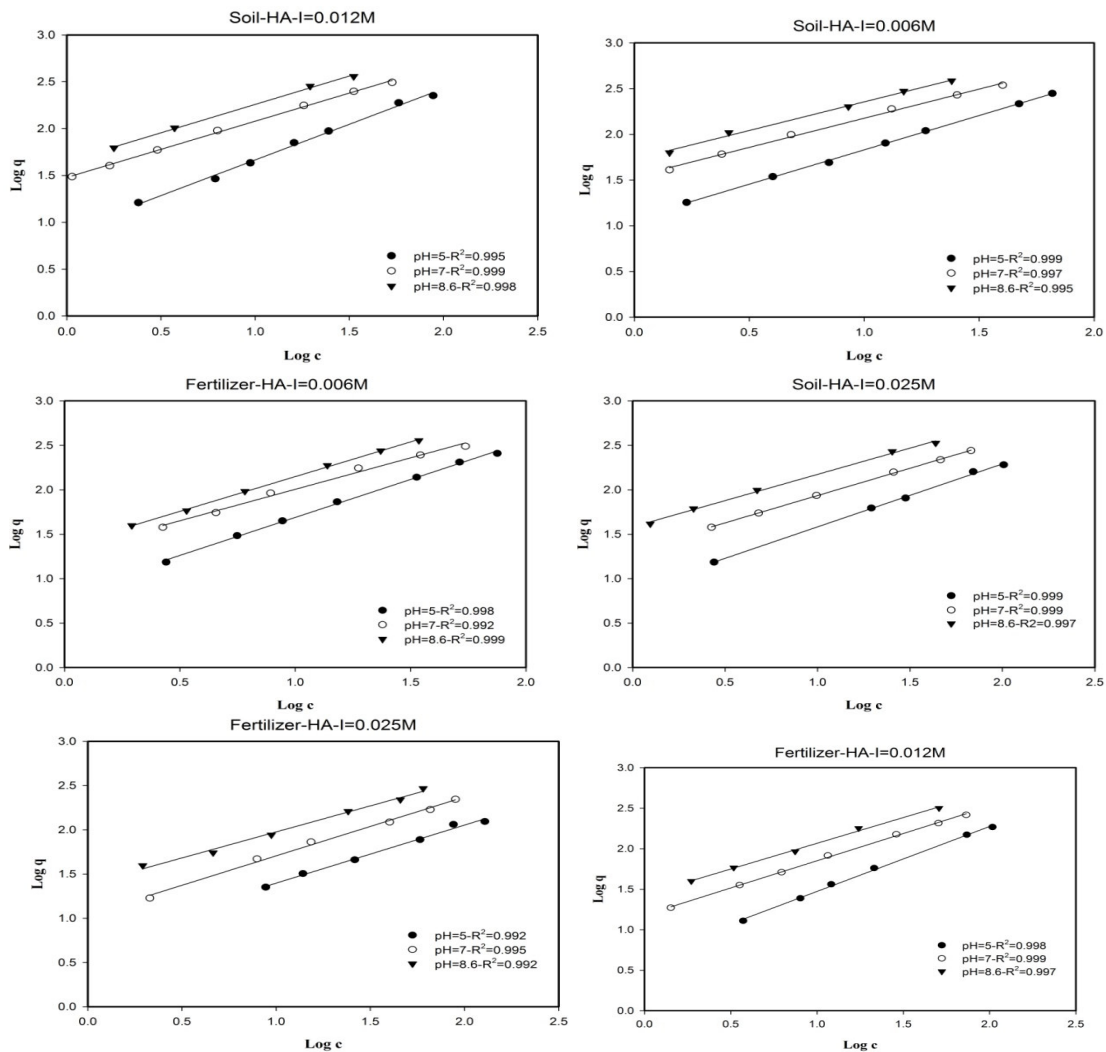 Soil-HA-I=0.012M
3.0
2.5
2.0
1.5
1.0
0.5
0.0
Log q
pH=5-R²=0.995
pH=7-R²=0.999
pH=8.6-R²=0.998
0.0 0.5 1.0 1.5 2.0 2.5
Log c
Soil-HA-I=0.006M
3.0
2.5
2.0
1.5
1.0
0.5
0.0
Log q
pH=5-R²=0.999
pH=7-R²=0.997
pH=8.6-R²=0.995
0.0 0.5 1.0 1.5 2.0
Log c
Fertilizer-HA-I=0.006M
3.0
2.5
2.0
1.5
1.0
0.5
0.0
Log q
pH=5-R²=0.998
pH=7-R²=0.992
pH=8.6-R²=0.999
0.0 0.5 1.0 1.5 2.0
Log c
Soil-HA-I=0.025M
3.0
2.5
2.0
1.5
1.0
0.5
0.0
Log q
pH=5-R²=0.999
pH=7-R²=0.999
pH=8.6-R2=0.997
0.0 0.5 1.0 1.5 2.0 2.5
Log c
Fertilizer-HA-I=0.025M
3.0
2.5
2.0
1.5
1.0
0.5
0.0
Log q
pH=5-R²=0.992
pH=7-R²=0.995
pH=8.6-R²=0.992
0.0 0.5 1.0 1.5 2.0 2.5
Log c
Fertilizer-HA-I=0.012M
3.0
2.5
2.0
1.5
1.0
0.5
0.0
Log q
pH=5-R²=0.998
pH=7-R²=0.999
pH=8.6-R²=0.997
0.0 0.5 1.0 1.5 2.0 2.5
Log c